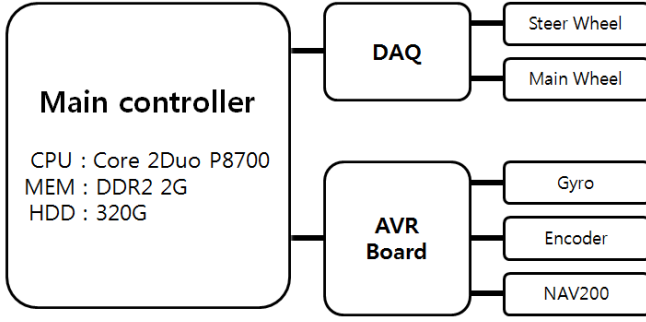 Main controller
CPU : Core 2Duo P8700
MEM : DDR2 2G
HDD : 320G
DAQ
Steer Wheel
Main Wheel
AVR
Board
Gyro
Encoder
NAV200